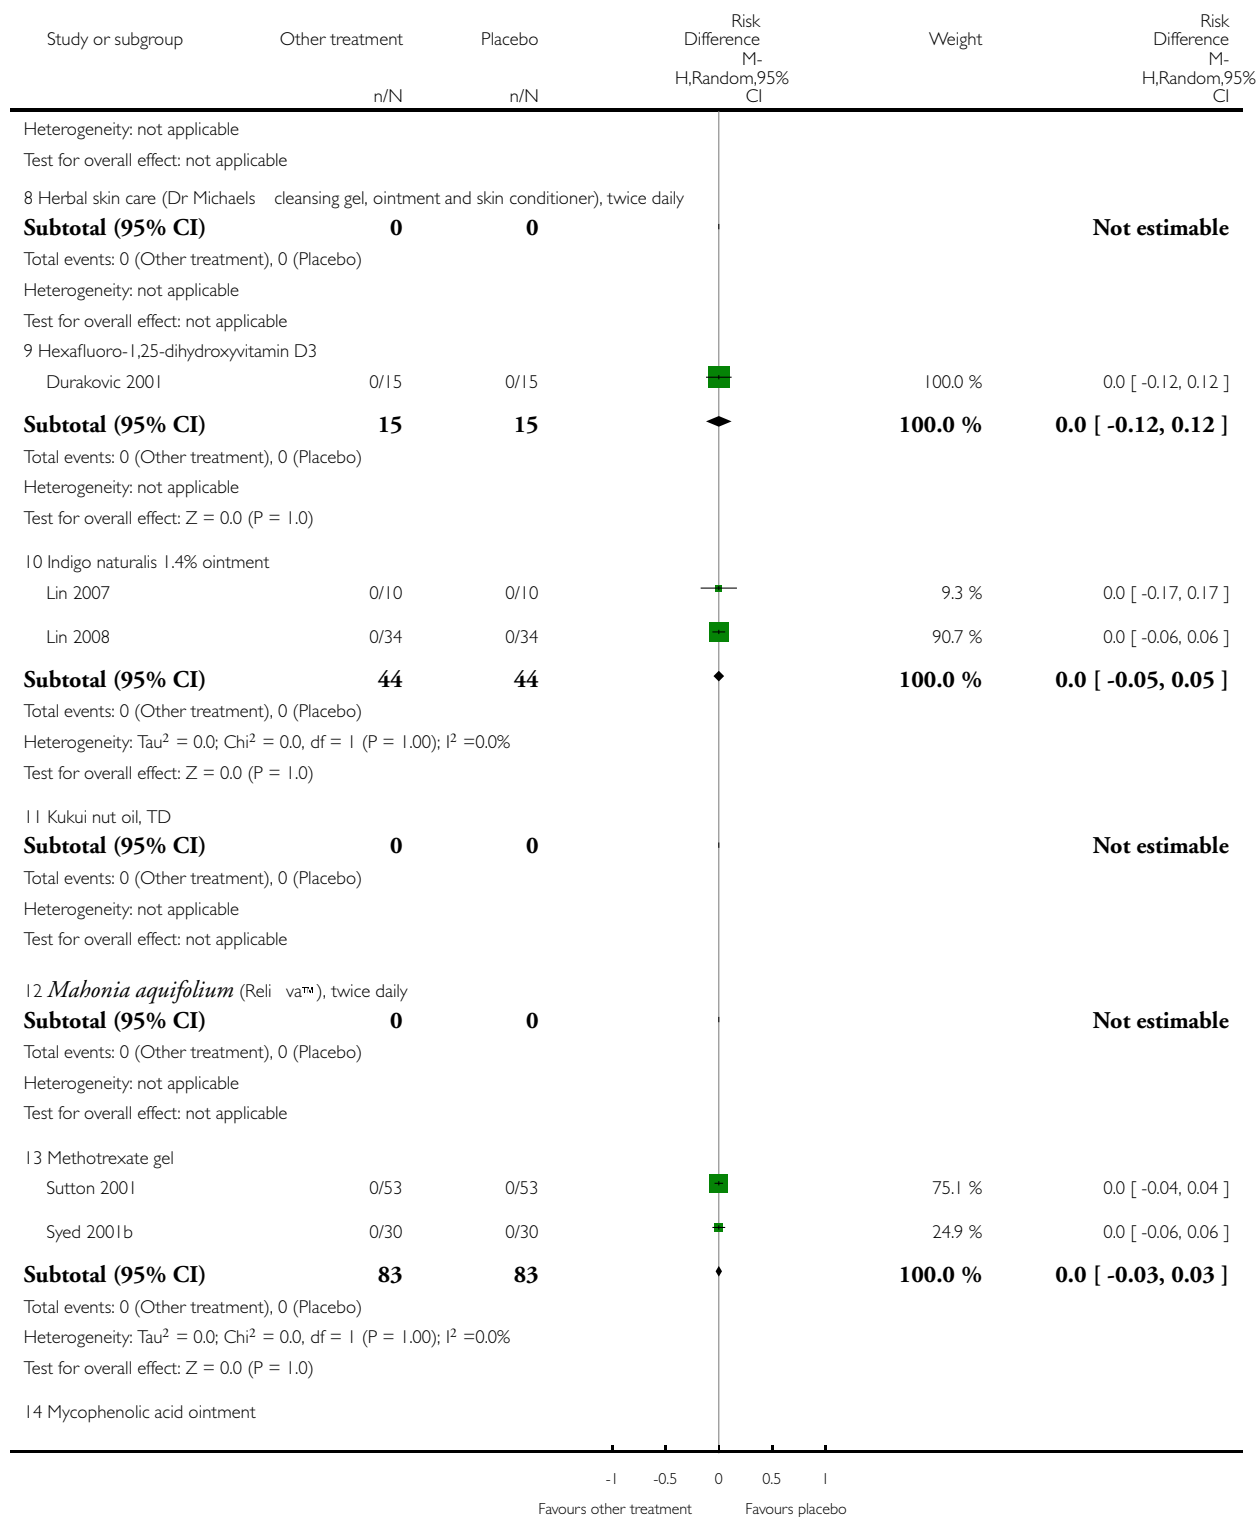 Study or subgroup Other treatment Placebo Risk Difference Weight Risk Difference
n/N n/N M-H,Random,95% CI M-H,Random,95% CI
Heterogeneity: not applicable
Test for overall effect: not applicable
8 Herbal skin care (Dr Michaels cleansing gel, ointment and skin conditioner), twice daily
Subtotal (95% CI) 0 0 Not estimable
Total events: 0 (Other treatment), 0 (Placebo)
Heterogeneity: not applicable
Test for overall effect: not applicable
9 Hexafluoro-1,25-dihydroxyvitamin D3
Durakovic 2001 0/15 0/15 100.0 % 0.0 [ -0.12, 0.12 ]
Subtotal (95% CI) 15 15 100.0 % 0.0 [ -0.12, 0.12 ]
Total events: 0 (Other treatment), 0 (Placebo)
Heterogeneity: not applicable
Test for overall effect: Z = 0.0 (P = 1.0)
10 Indigo naturalis 1.4% ointment
Lin 2007 0/10 0/10 9.3 % 0.0 [ -0.17, 0.17 ]
Lin 2008 0/34 0/34 90.7 % 0.0 [ -0.06, 0.06 ]
Subtotal (95% CI) 44 44 100.0 % 0.0 [ -0.05, 0.05 ]
Total events: 0 (Other treatment), 0 (Placebo)
Heterogeneity: Tau² = 0.0; Chi² = 0.0, df = 1 (P = 1.00); I² =0.0%
Test for overall effect: Z = 0.0 (P = 1.0)
11 Kukui nut oil, TD
Subtotal (95% CI) 0 0 Not estimable
Total events: 0 (Other treatment), 0 (Placebo)
Heterogeneity: not applicable
Test for overall effect: not applicable
12 Mahonia aquifolium (Reli va™), twice daily
Subtotal (95% CI) 0 0 Not estimable
Total events: 0 (Other treatment), 0 (Placebo)
Heterogeneity: not applicable
Test for overall effect: not applicable
13 Methotrexate gel
Sutton 2001 0/53 0/53 75.1 % 0.0 [ -0.04, 0.04 ]
Syed 2001b 0/30 0/30 24.9 % 0.0 [ -0.06, 0.06 ]
Subtotal (95% CI) 83 83 100.0 % 0.0 [ -0.03, 0.03 ]
Total events: 0 (Other treatment), 0 (Placebo)
Heterogeneity: Tau² = 0.0; Chi² = 0.0, df = 1 (P = 1.00); I² =0.0%
Test for overall effect: Z = 0.0 (P = 1.0)
14 Mycophenolic acid ointment
-1 -0.5 0 0.5 1
Favours other treatment Favours placebo